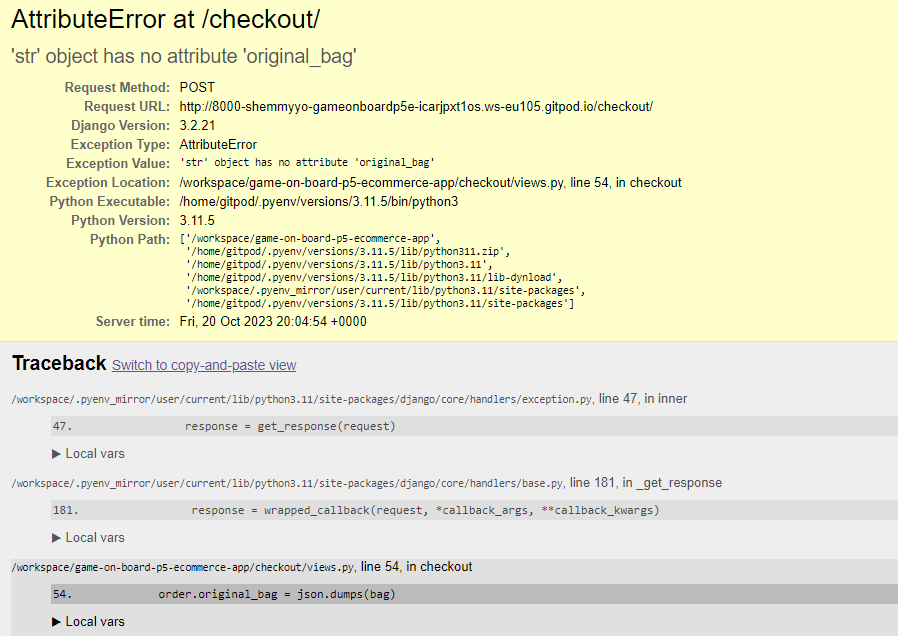 AttributeError at /checkout/
'str' object has no attribute 'original_bag'
Request Method: POST
Request URL: http://8000-shemmyyo-gameonboardp5e-icarjpxt1os.ws-eu105.gitpod.io/checkout/
Django Version: 3.2.21
Exception Type: AttributeError
Exception Value: 'str' object has no attribute 'original_bag'
Exception Location: /workspace/game-on-board-p5-ecommerce-app/checkout/views.py, line 54, in checkout
Python Executable: /home/gitpod/.pyenv/versions/3.11.5/bin/python3
Python Version: 3.11.5
Python Path: ['/workspace/game-on-board-p5-ecommerce-app',
'/home/gitpod/.pyenv/versions/3.11.5/lib/python311.zip',
'/home/gitpod/.pyenv/versions/3.11.5/lib/python3.11',
'/home/gitpod/.pyenv/versions/3.11.5/lib/python3.11/lib-dynload',
'/workspace/.pyenv_mirror/user/current/lib/python3.11/site-packages',
'/home/gitpod/.pyenv/versions/3.11.5/lib/python3.11/site-packages']
Server time: Fri, 20 Oct 2023 20:04:54 +0000
Traceback Switch to copy-and-paste view
/workspace/.pyenv_mirror/user/current/lib/python3.11/site-packages/django/core/handlers/exception.py, line 47, in inner
47. response = get_response(request)
▶ Local vars
/workspace/.pyenv_mirror/user/current/lib/python3.11/site-packages/django/core/handlers/base.py, line 181, in _get_response
181. response = wrapped_callback(request, *callback_args, **callback_kwargs)
▶ Local vars
/workspace/game-on-board-p5-ecommerce-app/checkout/views.py, line 54, in checkout
54. order.original_bag = json.dumps(bag)
▶ Local vars